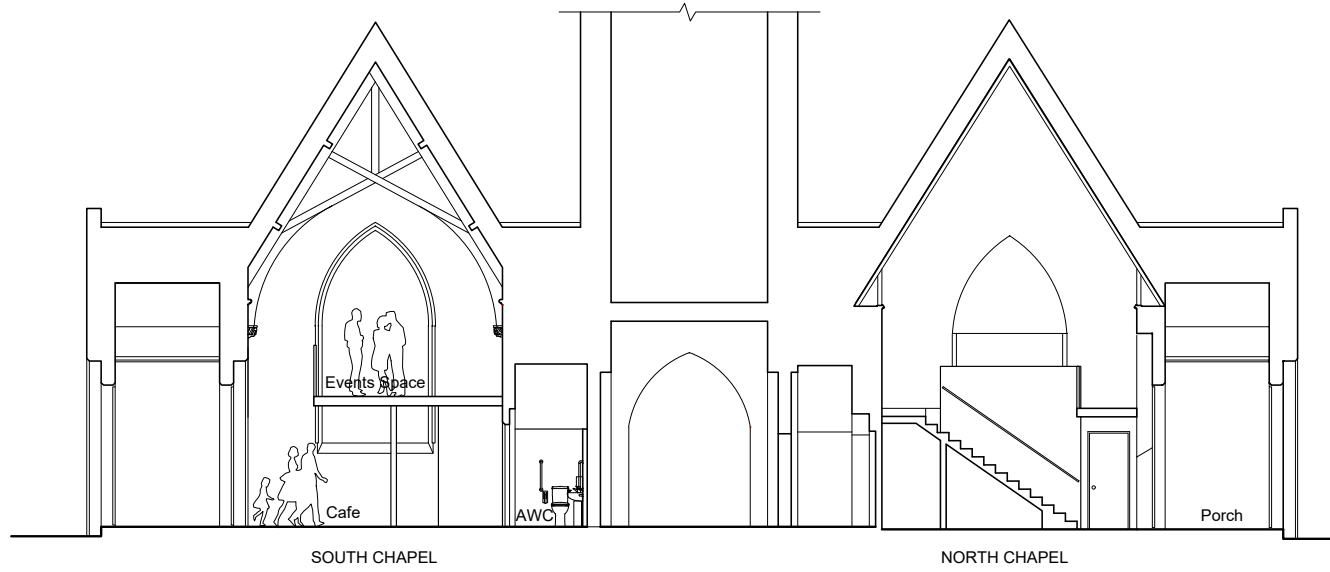 Events Space
Cafe
AWC
Porch
SOUTH CHAPEL
NORTH CHAPEL